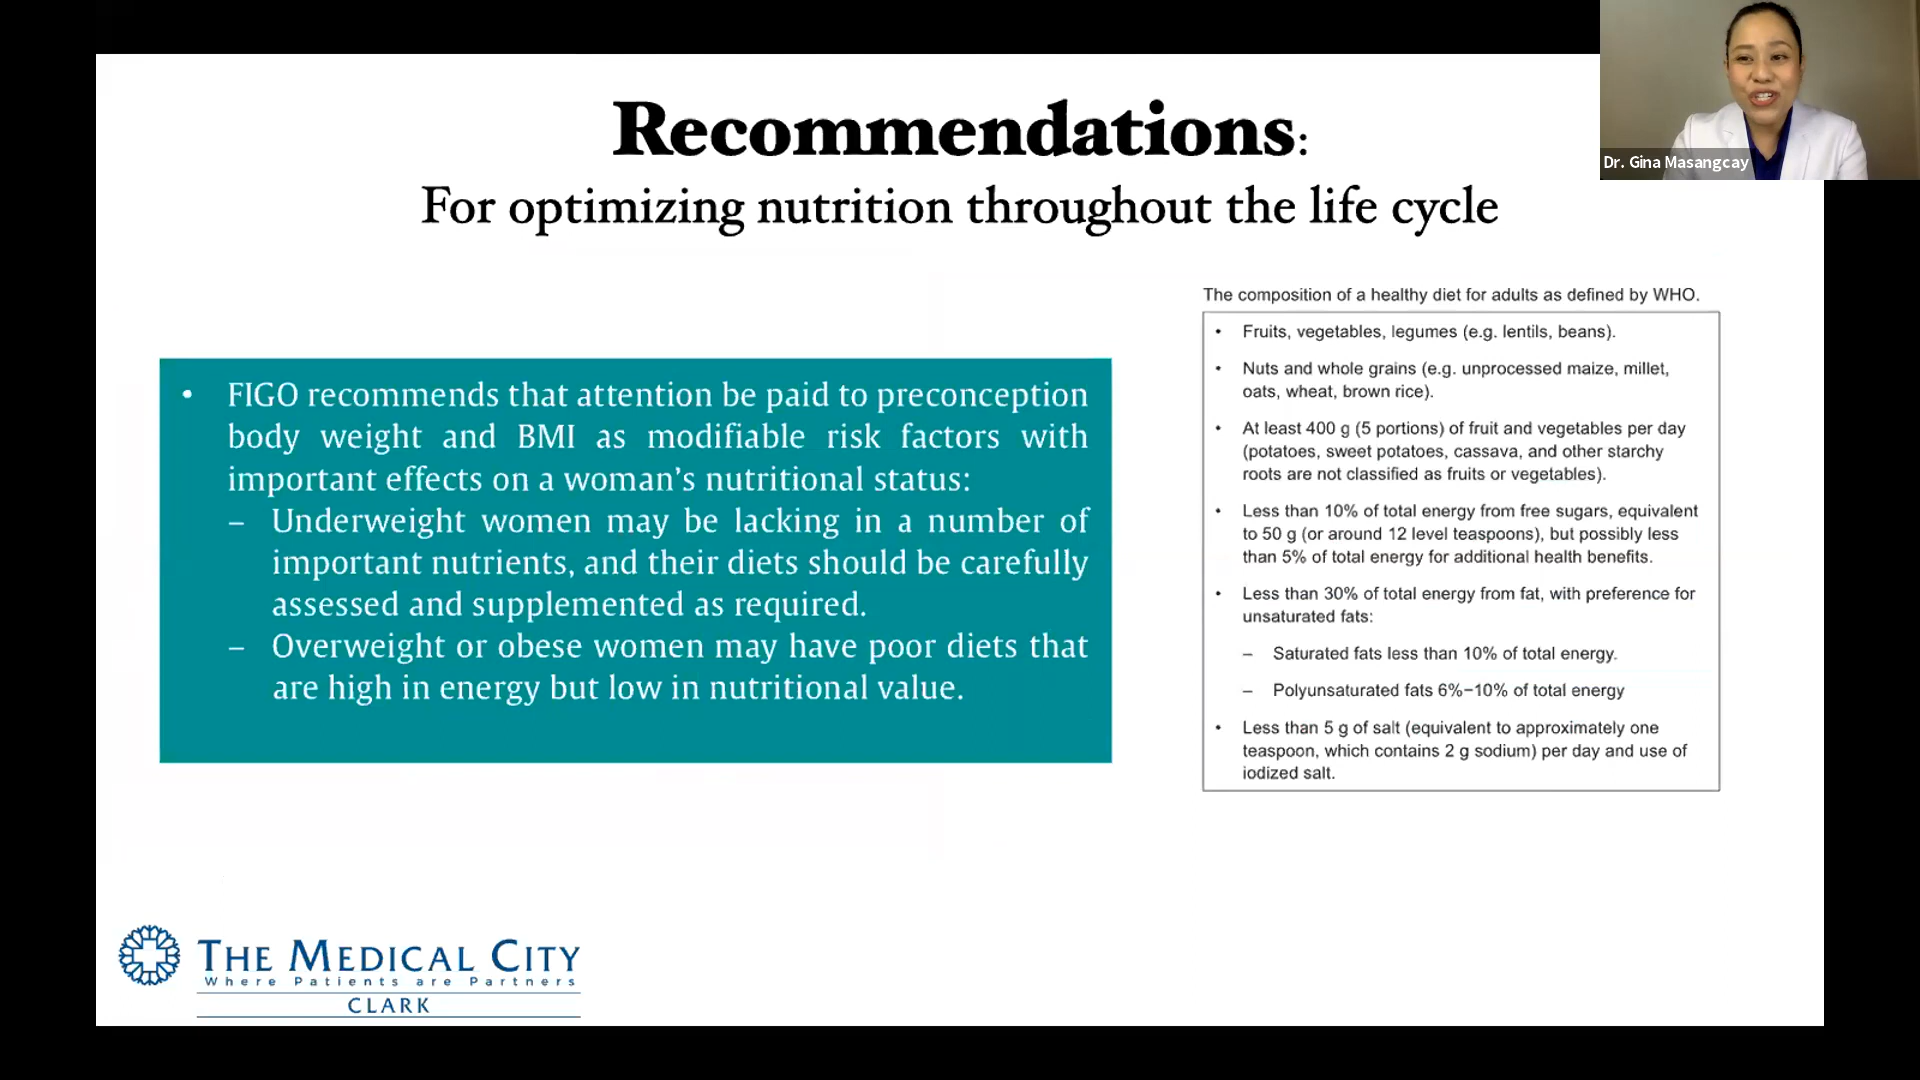 Recommendations:
For optimizing nutrition throughout the life cycle
Dr. Gina Masangcay
• FIGO recommends that attention be paid to preconception
body weight and BMI as modifiable risk factors with
important effects on a woman's nutritional status:
– Underweight women may be lacking in a number of
important nutrients, and their diets should be carefully
assessed and supplemented as required.
– Overweight or obese women may have poor diets that
are high in energy but low in nutritional value.
The composition of a healthy diet for adults as defined by WHO.
• Fruits, vegetables, legumes (e.g. lentils, beans).
• Nuts and whole grains (e.g. unprocessed maize, millet,
oats, wheat, brown rice).
• At least 400 g (5 portions) of fruit and vegetables per day
(potatoes, sweet potatoes, cassava, and other starchy
roots are not classified as fruits or vegetables).
• Less than 10% of total energy from free sugars, equivalent
to 50 g (or around 12 level teaspoons), but possibly less
than 5% of total energy for additional health benefits.
• Less than 30% of total energy from fat, with preference for
unsaturated fats:
– Saturated fats less than 10% of total energy.
– Polyunsaturated fats 6%–10% of total energy
• Less than 5 g of salt (equivalent to approximately one
teaspoon, which contains 2 g sodium) per day and use of
iodized salt.
THE MEDICAL CITY
Where Patients are Partners
CLARK